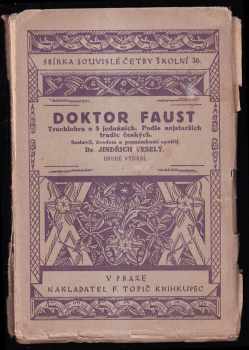 SBÍRKA SOUVISLÉ ČETBY ŠKOLNÍ 36.
DOKTOR FAUST
Truchlohra o 5 jednáních. Podle nejstarších
tradic českých.
Sestavil, úvodem a poznámkami opatřil
Dr. JINDŘICH VESELÝ.
DRUHÉ VYDÁNÍ.
V PRAZE
NAKLADATEL F. TOPIČ KNIHKUPEC